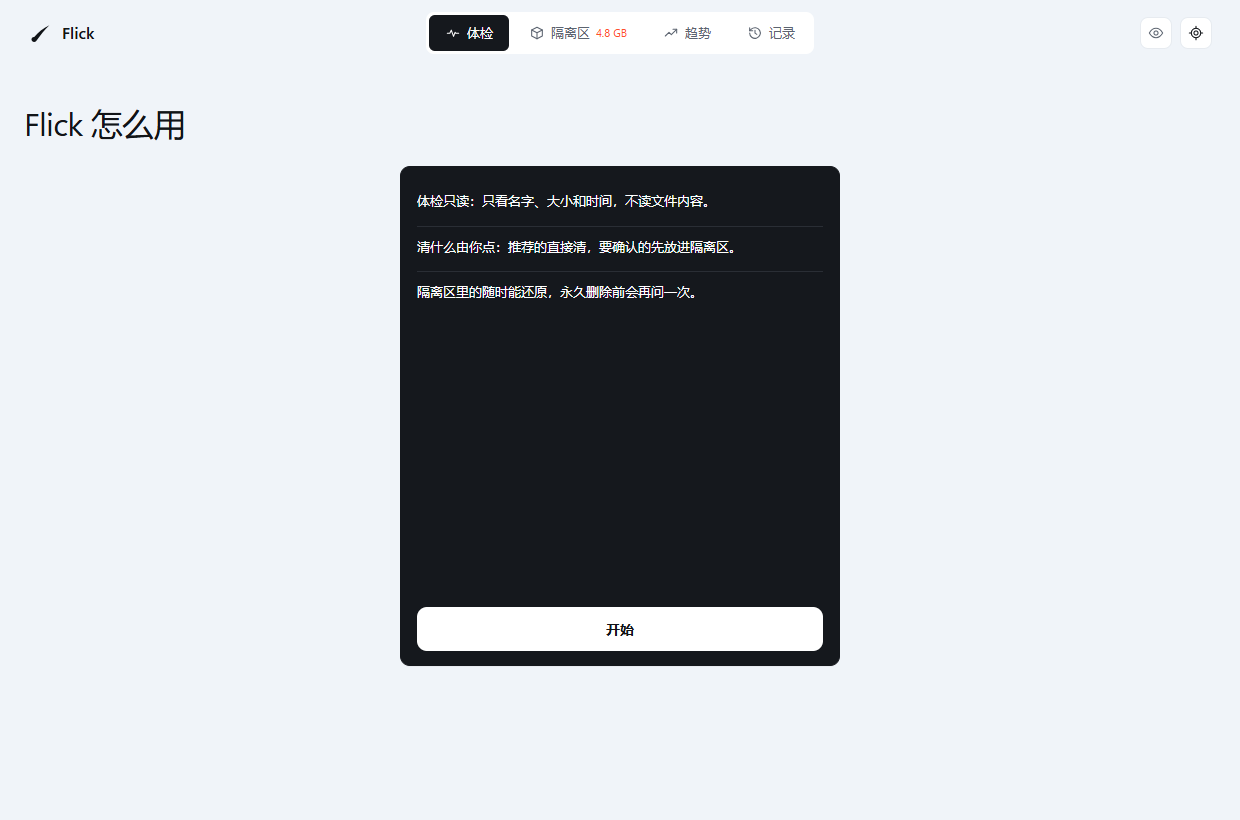 Flick
体检
隔离区 4.8 GB
趋势
记录
Flick 怎么用
体检只读：只看名字、大小和时间，不读文件内容。
清什么由你点：推荐的直接清，要确认的先放进隔离区。
隔离区里的随时能还原，永久删除前会再问一次。
开始